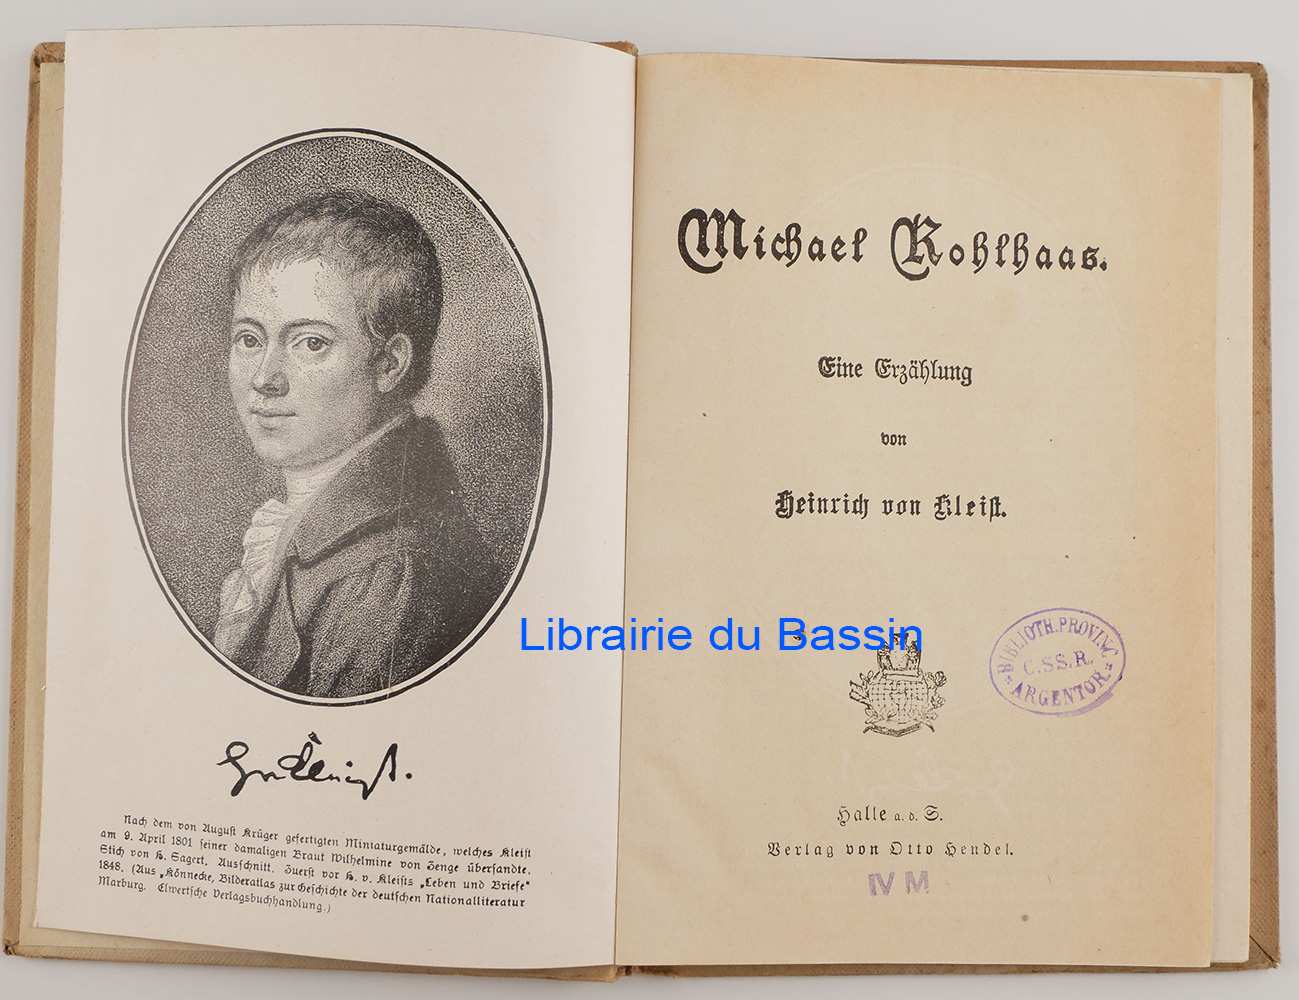 H v Kleist.
Nach dem von August Krüger gefertigten Miniaturgemälde, welches Kleist
am 9. April 1801 seiner damaligen Braut Wilhelmine von Zenge übersandte.
Stich von H. Sagert. Ausschnitt. Zuerst vor H. v. Kleists „Leben und Briefe"
1848. (Aus „Könnecke, Bilderatlas zur Geschichte der deutschen Nationalliteratur
Marburg. Elwertsche Verlagsbuchhandlung.)
Michael Kohlhaas.
Eine Erzählung
von
Heinrich von Kleist.
Librairie du Bassin
BIBLIOTH. PROVINC.
C.SS.R.
ARGENTOR.
Halle a. d. S.
Verlag von Otto Hendel.
IV M